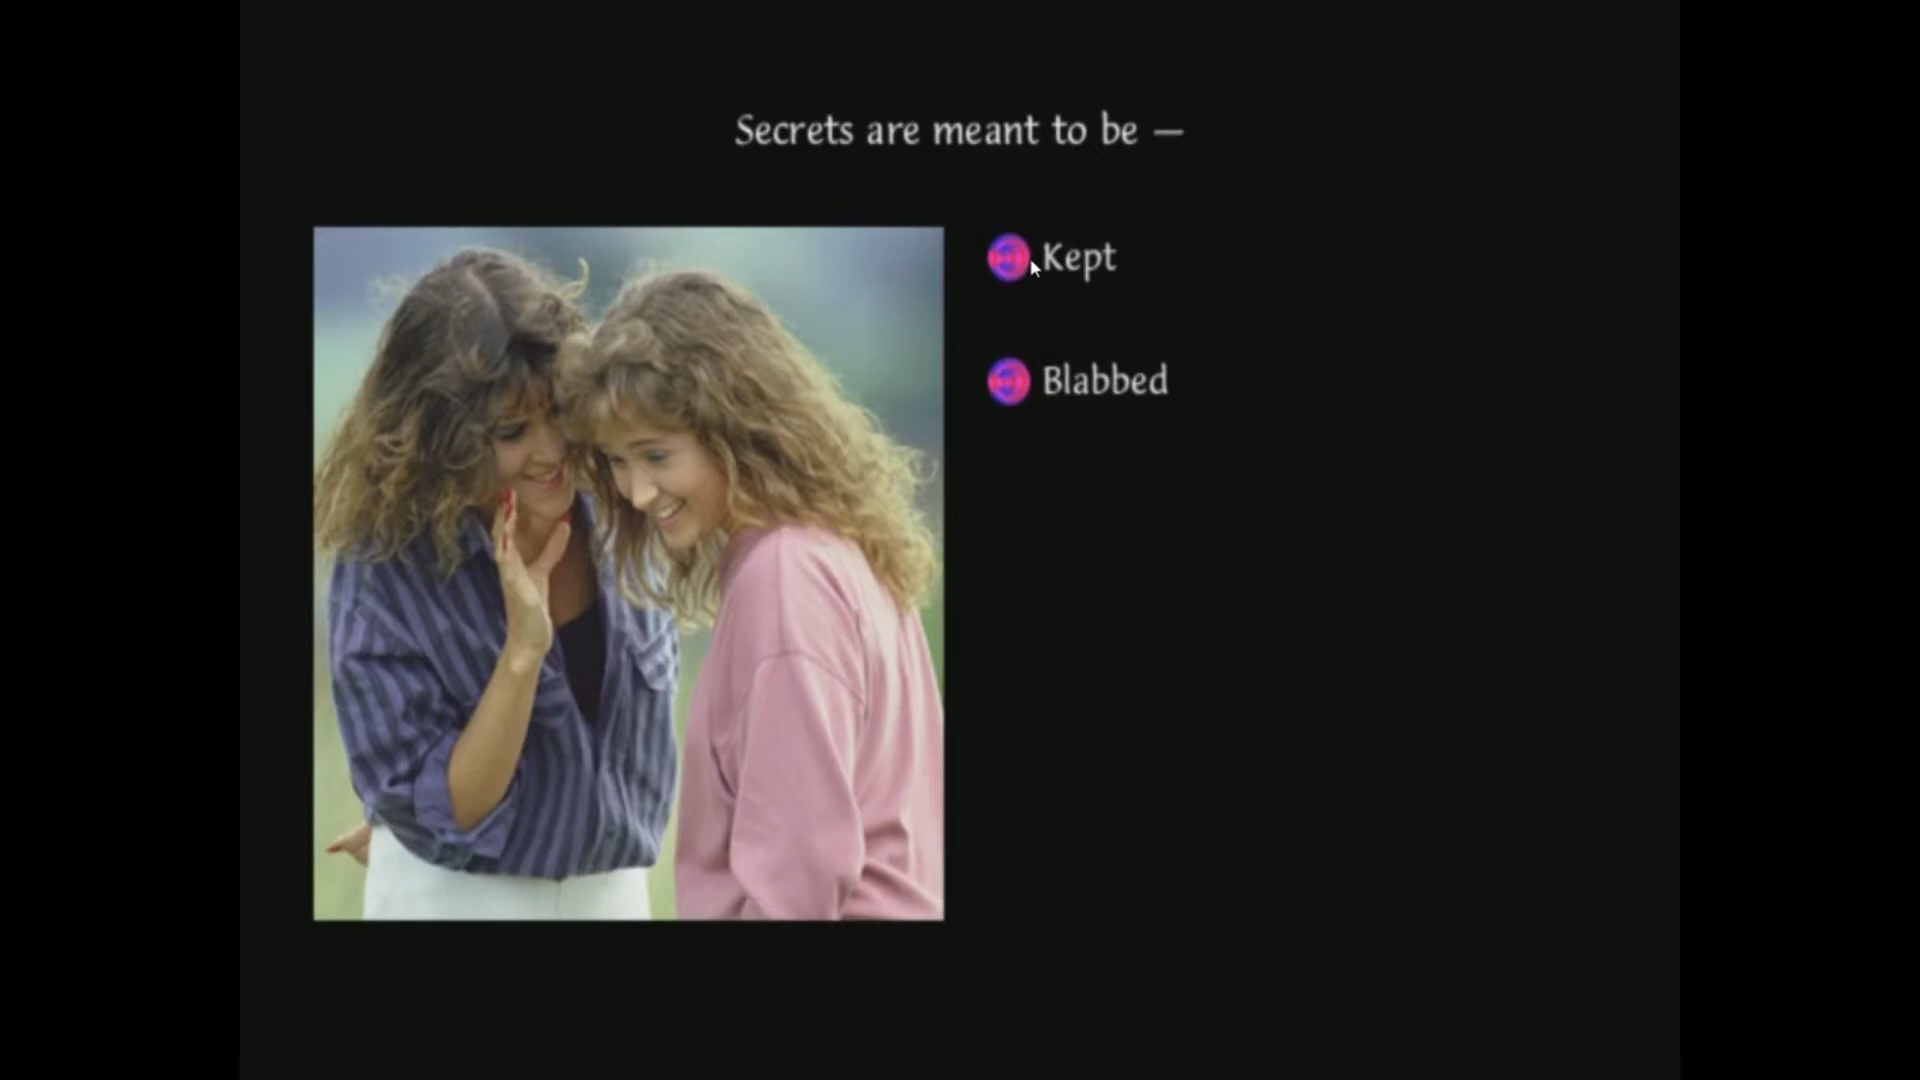 Secrets are meant to be —
Kept
Blabbed